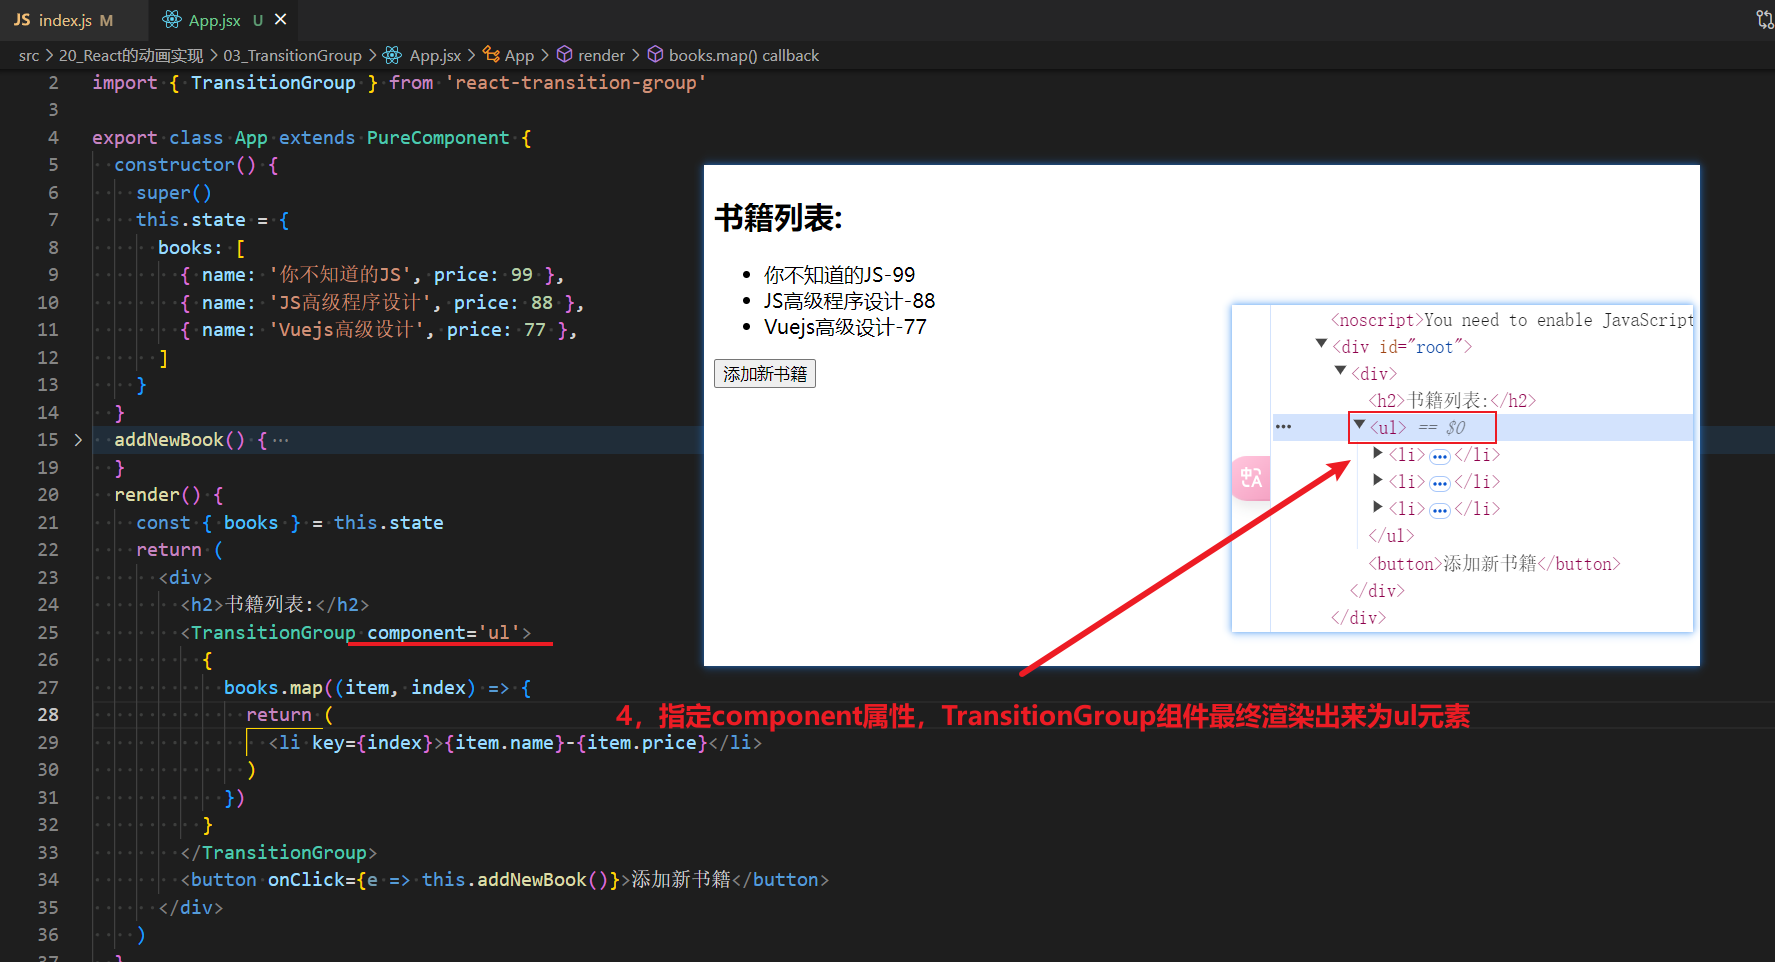 JS index.js M
App.jsx U ×
src > 20_React的动画实现 > 03_TransitionGroup > App.jsx > App > render > books.map() callback
2 import { TransitionGroup } from 'react-transition-group'
3
4 export class App extends PureComponent {
5 constructor() {
6 super()
7 this.state = {
8 books: [
9 { name: '你不知道的JS', price: 99 },
10 { name: 'JS高级程序设计', price: 88 },
11 { name: 'Vuejs高级设计', price: 77 },
12 ]
13 }
14 }
15 > addNewBook() { ···
19 }
20 render() {
21 const { books } = this.state
22 return (
23 <div>
24 <h2>书籍列表:</h2>
25 <TransitionGroup component='ul'>
26 {
27 books.map((item, index) => {
28 return (
29 <li key={index}>{item.name}-{item.price}</li>
30 )
31 })
32 }
33 </TransitionGroup>
34 <button onClick={e => this.addNewBook()}>添加新书籍</button>
35 </div>
36 )
37 }
书籍列表:
• 你不知道的JS-99
• JS高级程序设计-88
• Vuejs高级设计-77
添加新书籍
<noscript>You need to enable JavaScript
<div id="root">
<div>
<h2>书籍列表:</h2>
··· <ul> == $0
<li>···</li>
<li>···</li>
<li>···</li>
</ul>
<button>添加新书籍</button>
</div>
</div>
中A
4，指定component属性，TransitionGroup组件最终渲染出来为ul元素